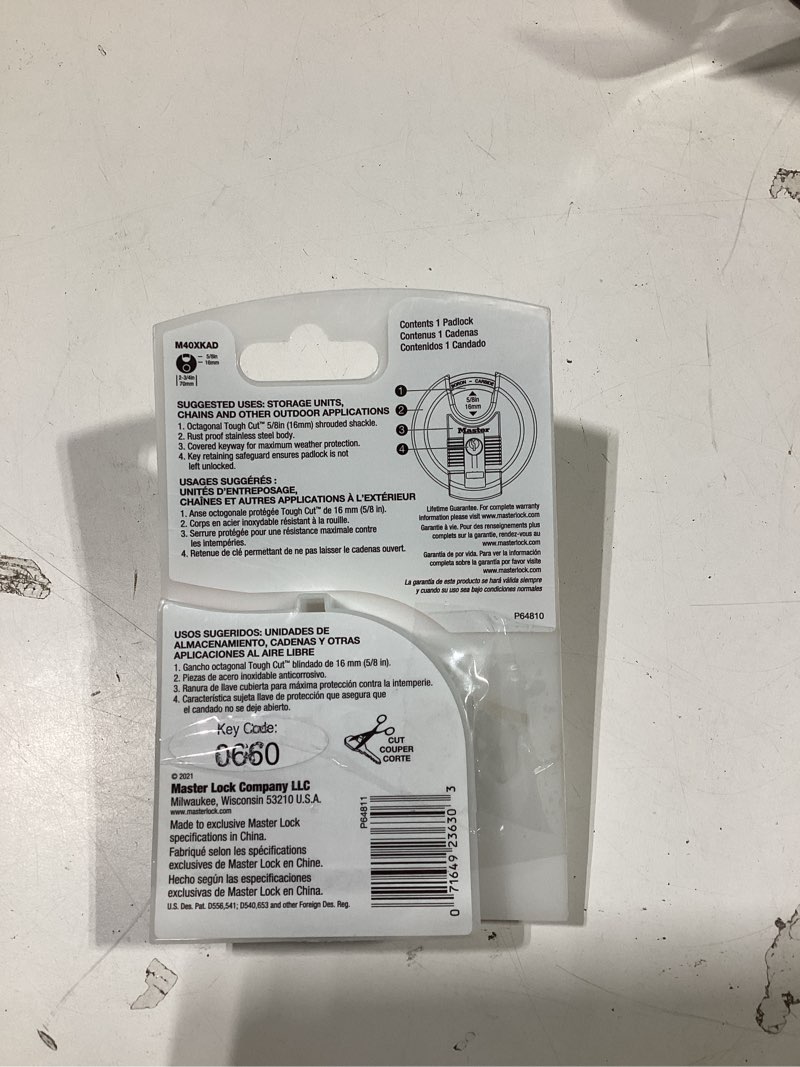 M40XKAD
5/8in
16mm
2-3/4in
70mm
Contents 1 Padlock
Contenus 1 Cadenas
Contenidos 1 Candado
SUGGESTED USES: STORAGE UNITS,
CHAINS AND OTHER OUTDOOR APPLICATIONS
1. Octagonal Tough Cut™ 5/8in (16mm) shrouded shackle.
2. Rust proof stainless steel body.
3. Covered keyway for maximum weather protection.
4. Key retaining safeguard ensures padlock is not
left unlocked.
USAGES SUGGÉRÉS :
UNITÉS D'ENTREPOSAGE,
CHAÎNES ET AUTRES APPLICATIONS À L'EXTÉRIEUR
1. Anse octogonale protégée Tough Cut™ de 16 mm (5/8 in).
2. Corps en acier inoxydable résistant à la rouille.
3. Serrure protégée pour une résistance maximale contre
les intempéries.
4. Retenue de clé permettant de ne pas laisser le cadenas ouvert.
1
2
3
4
BORON - CARBIDE
5/8in
16mm
Master
Lifetime Guarantee. For complete warranty
information please visit www.masterlock.com
Garantie à vie. Pour des renseignements plus
complets sur la garantie, rendez-vous au
www.masterlock.com
Garantía de por vida. Para ver la información
completa sobre la garantía por favor visite
www.masterlock.com
La garantía de este producto se hará válida siempre
y cuando su uso sea bajo condiciones normales
P64810
USOS SUGERIDOS: UNIDADES DE
ALMACENAMIENTO, CADENAS Y OTRAS
APLICACIONES AL AIRE LIBRE
1. Gancho octagonal Tough Cut™ blindado de 16 mm (5/8 in).
2. Piezas de acero inoxidable anticorrosivo.
3. Ranura de llave cubierta para máxima protección contra la intemperie.
4. Característica sujeta llave de protección que asegura que
el candado no se deje abierto.
Key Code:
0660
CUT
COUPER
CORTE
© 2021
Master Lock Company LLC
Milwaukee, Wisconsin 53210 U.S.A.
www.masterlock.com
Made to exclusive Master Lock
specifications in China.
Fabriqué selon les spécifications
exclusives de Master Lock en Chine.
Hecho según las especificaciones
exclusivas de Master Lock en China.
U.S. Des. Pat. D556,541; D540,653 and other Foreign Des. Reg.
P64811
0 71649 23630 3